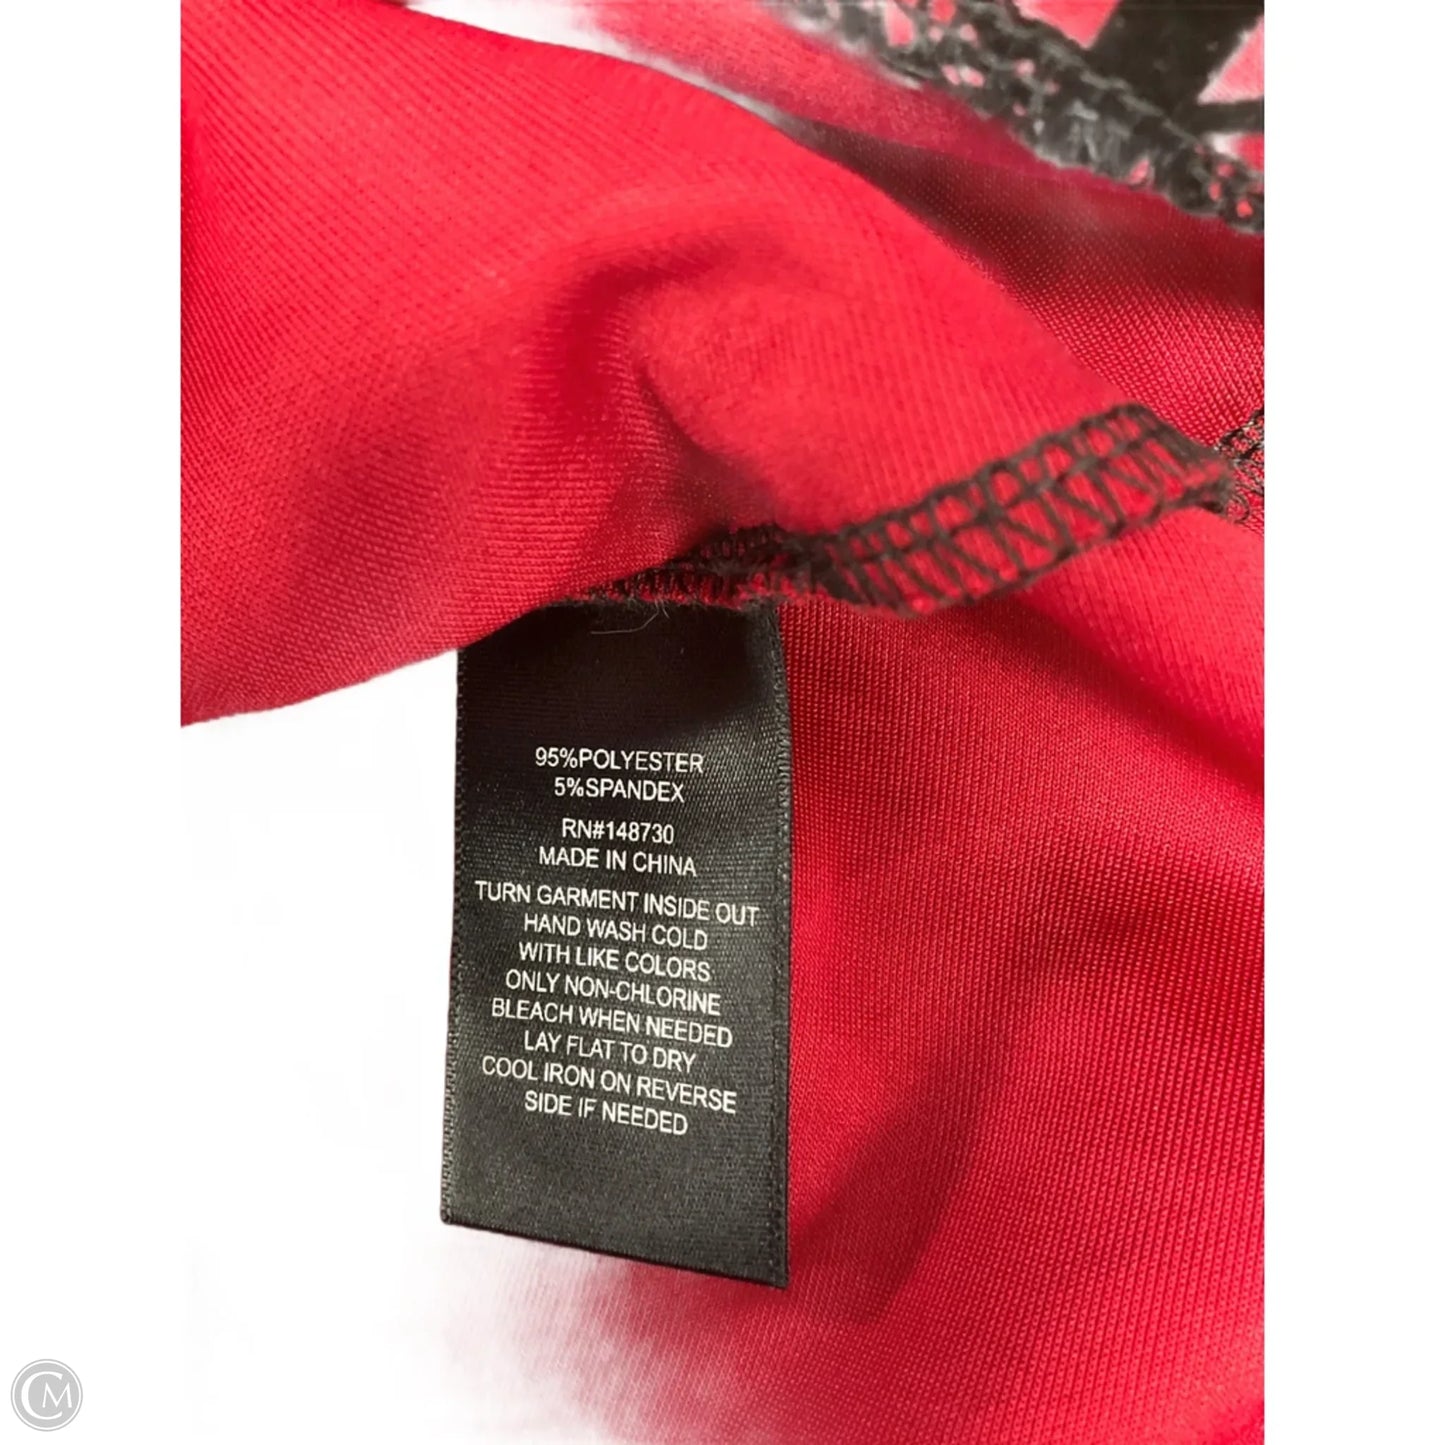 95%POLYESTER
5%SPANDEX
RN#148730
MADE IN CHINA
TURN GARMENT INSIDE OUT
HAND WASH COLD
WITH LIKE COLORS
ONLY NON-CHLORINE
BLEACH WHEN NEEDED
LAY FLAT TO DRY
COOL IRON ON REVERSE
SIDE IF NEEDED
CM